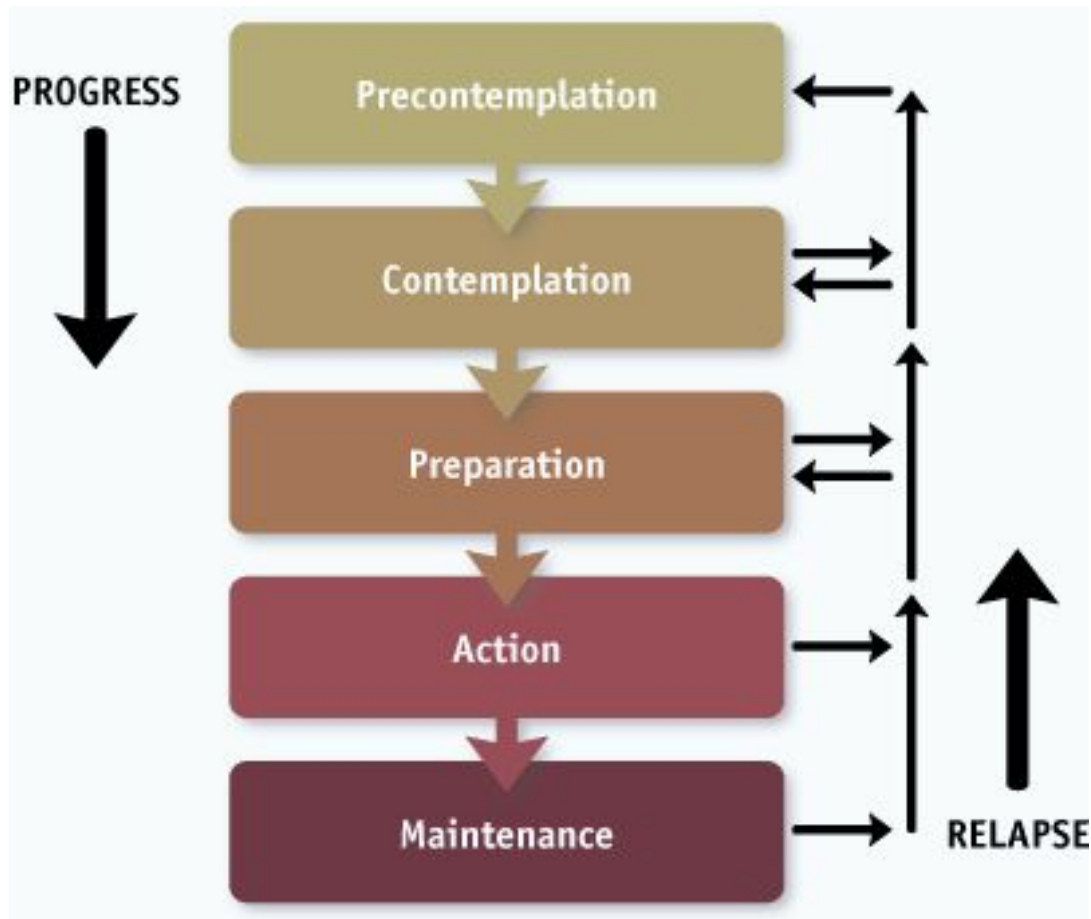 PROGRESS
Precontemplation
Contemplation
Preparation
Action
Maintenance
RELAPSE